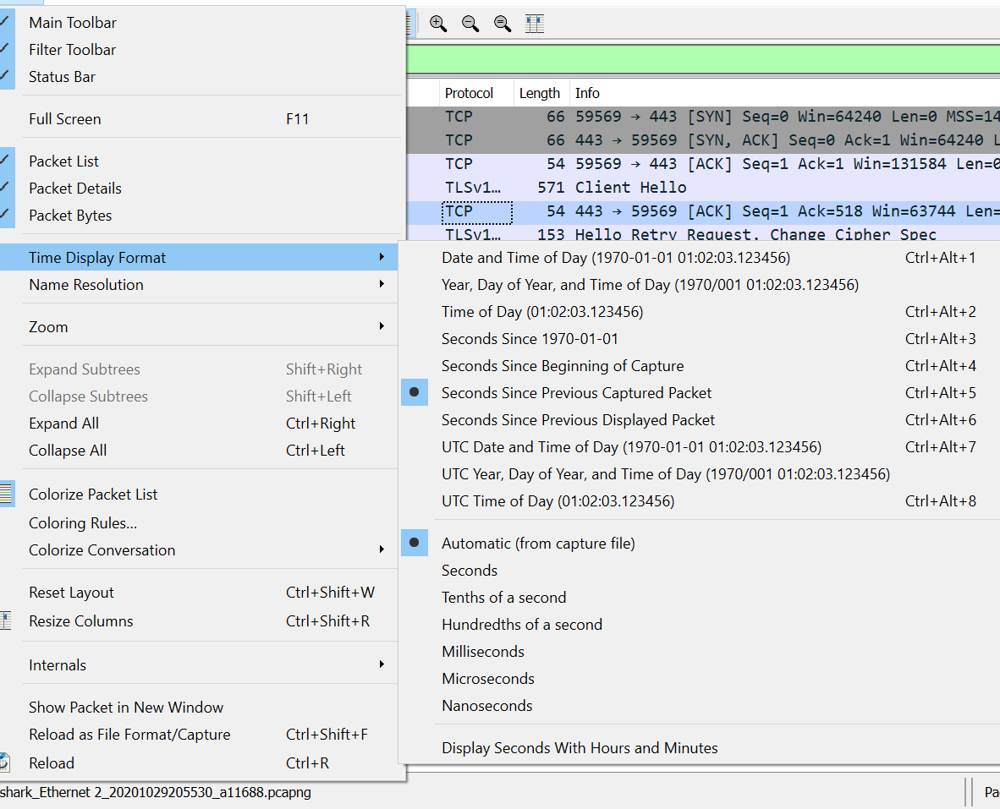 Main Toolbar
Filter Toolbar
Status Bar
Full Screen F11
Packet List
Packet Details
Packet Bytes
Time Display Format
Name Resolution
Zoom
Expand Subtrees Shift+Right
Collapse Subtrees Shift+Left
Expand All Ctrl+Right
Collapse All Ctrl+Left
Colorize Packet List
Coloring Rules...
Colorize Conversation
Reset Layout Ctrl+Shift+W
Resize Columns Ctrl+Shift+R
Internals
Show Packet in New Window
Reload as File Format/Capture Ctrl+Shift+F
Reload Ctrl+R
Protocol Length Info
TCP 66 59569 → 443 [SYN] Seq=0 Win=64240 Len=0 MSS=14
TCP 66 443 → 59569 [SYN, ACK] Seq=0 Ack=1 Win=64240 L
TCP 54 59569 → 443 [ACK] Seq=1 Ack=1 Win=131584 Len=0
TLSv1… 571 Client Hello
TCP 54 443 → 59569 [ACK] Seq=1 Ack=518 Win=63744 Len=
TLSv1… 153 Hello Retry Request, Change Cipher Spec
Date and Time of Day (1970-01-01 01:02:03.123456) Ctrl+Alt+1
Year, Day of Year, and Time of Day (1970/001 01:02:03.123456)
Time of Day (01:02:03.123456) Ctrl+Alt+2
Seconds Since 1970-01-01 Ctrl+Alt+3
Seconds Since Beginning of Capture Ctrl+Alt+4
Seconds Since Previous Captured Packet Ctrl+Alt+5
Seconds Since Previous Displayed Packet Ctrl+Alt+6
UTC Date and Time of Day (1970-01-01 01:02:03.123456) Ctrl+Alt+7
UTC Year, Day of Year, and Time of Day (1970/001 01:02:03.123456)
UTC Time of Day (01:02:03.123456) Ctrl+Alt+8
Automatic (from capture file)
Seconds
Tenths of a second
Hundredths of a second
Milliseconds
Microseconds
Nanoseconds
Display Seconds With Hours and Minutes
shark_Ethernet 2_20201029205530_a11688.pcapng
Pa